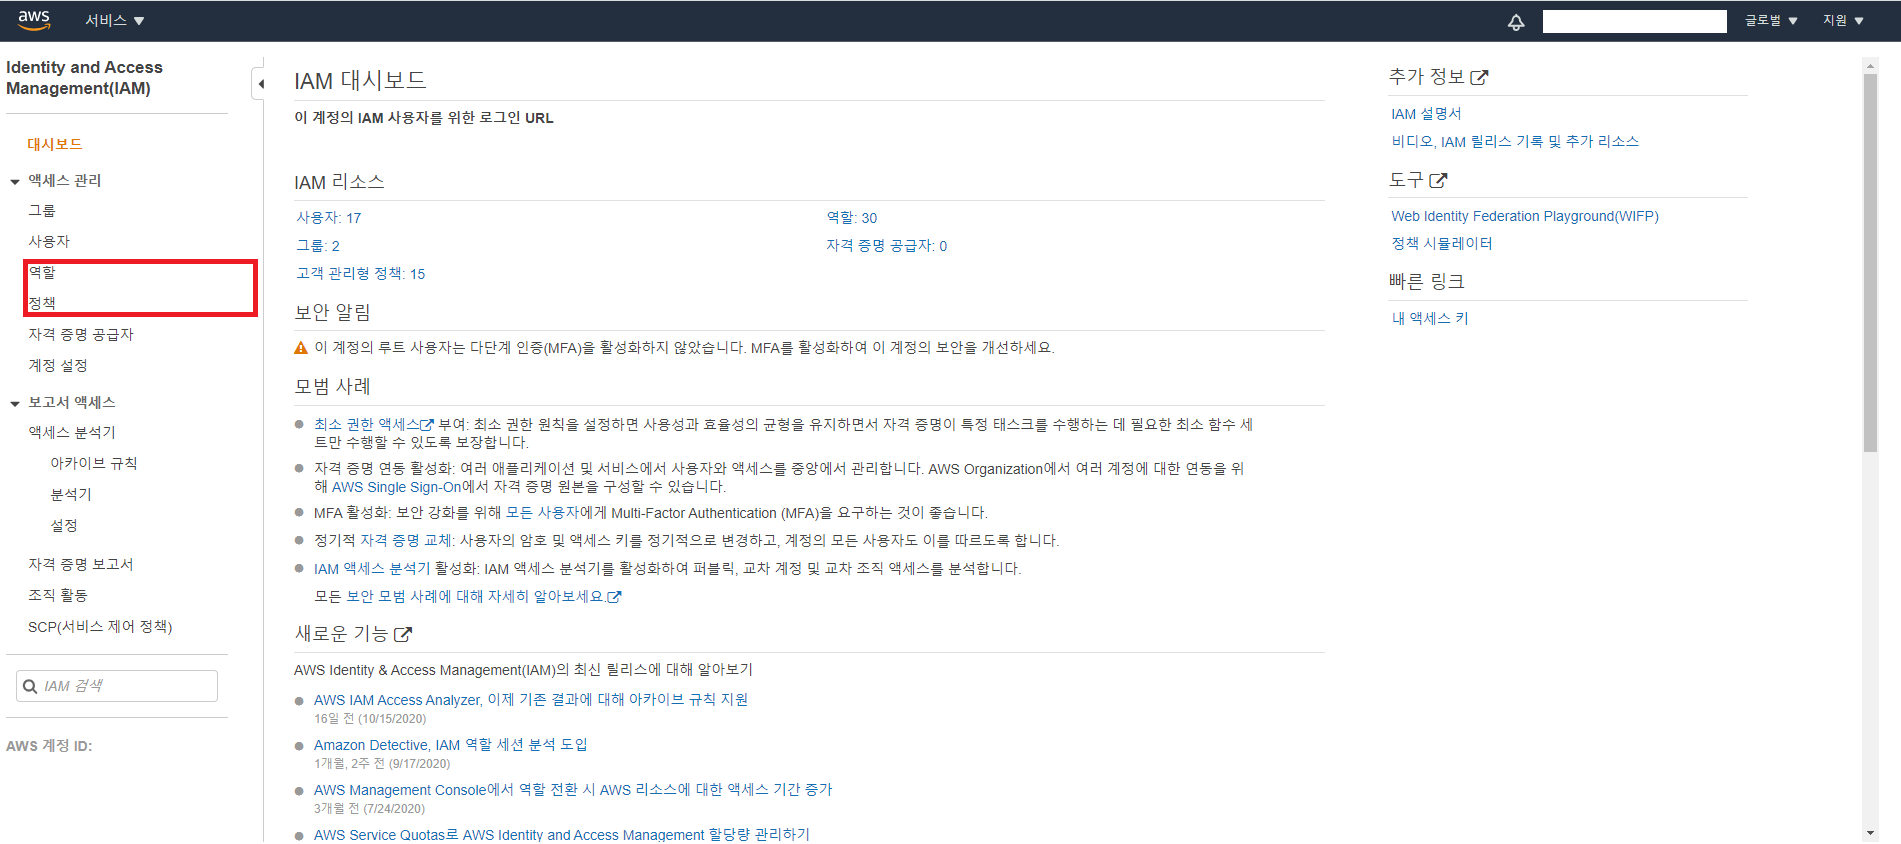 aws
서비스
글로벌
지원
Identity and Access
Management(IAM)
대시보드
액세스 관리
그룹
사용자
역할
정책
자격 증명 공급자
계정 설정
보고서 액세스
액세스 분석기
아카이브 규칙
분석기
설정
자격 증명 보고서
조직 활동
SCP(서비스 제어 정책)
IAM 검색
AWS 계정 ID:
IAM 대시보드
이 계정의 IAM 사용자를 위한 로그인 URL
IAM 리소스
사용자: 17
역할: 30
그룹: 2
자격 증명 공급자: 0
고객 관리형 정책: 15
보안 알림
이 계정의 루트 사용자는 다단계 인증(MFA)을 활성화하지 않았습니다. MFA를 활성화하여 이 계정의 보안을 개선하세요.
모범 사례
최소 권한 액세스 부여: 최소 권한 원칙을 설정하면 사용성과 효율성의 균형을 유지하면서 자격 증명이 특정 태스크를 수행하는 데 필요한 최소 함수 세
트만 수행할 수 있도록 보장합니다.
자격 증명 연동 활성화: 여러 애플리케이션 및 서비스에서 사용자와 액세스를 중앙에서 관리합니다. AWS Organization에서 여러 계정에 대한 연동을 위
해 AWS Single Sign-On에서 자격 증명 원본을 구성할 수 있습니다.
MFA 활성화: 보안 강화를 위해 모든 사용자에게 Multi-Factor Authentication (MFA)을 요구하는 것이 좋습니다.
정기적 자격 증명 교체: 사용자의 암호 및 액세스 키를 정기적으로 변경하고, 계정의 모든 사용자도 이를 따르도록 합니다.
IAM 액세스 분석기 활성화: IAM 액세스 분석기를 활성화하여 퍼블릭, 교차 계정 및 교차 조직 액세스를 분석합니다.
모든 보안 모범 사례에 대해 자세히 알아보세요.
새로운 기능
AWS Identity & Access Management(IAM)의 최신 릴리스에 대해 알아보기
AWS IAM Access Analyzer, 이제 기존 결과에 대해 아카이브 규칙 지원
16일 전 (10/15/2020)
Amazon Detective, IAM 역할 세션 분석 도입
1개월, 2주 전 (9/17/2020)
AWS Management Console에서 역할 전환 시 AWS 리소스에 대한 액세스 기간 증가
3개월 전 (7/24/2020)
AWS Service Quotas로 AWS Identity and Access Management 할당량 관리하기
추가 정보
IAM 설명서
비디오, IAM 릴리스 기록 및 추가 리소스
도구
Web Identity Federation Playground(WIFP)
정책 시뮬레이터
빠른 링크
내 액세스 키